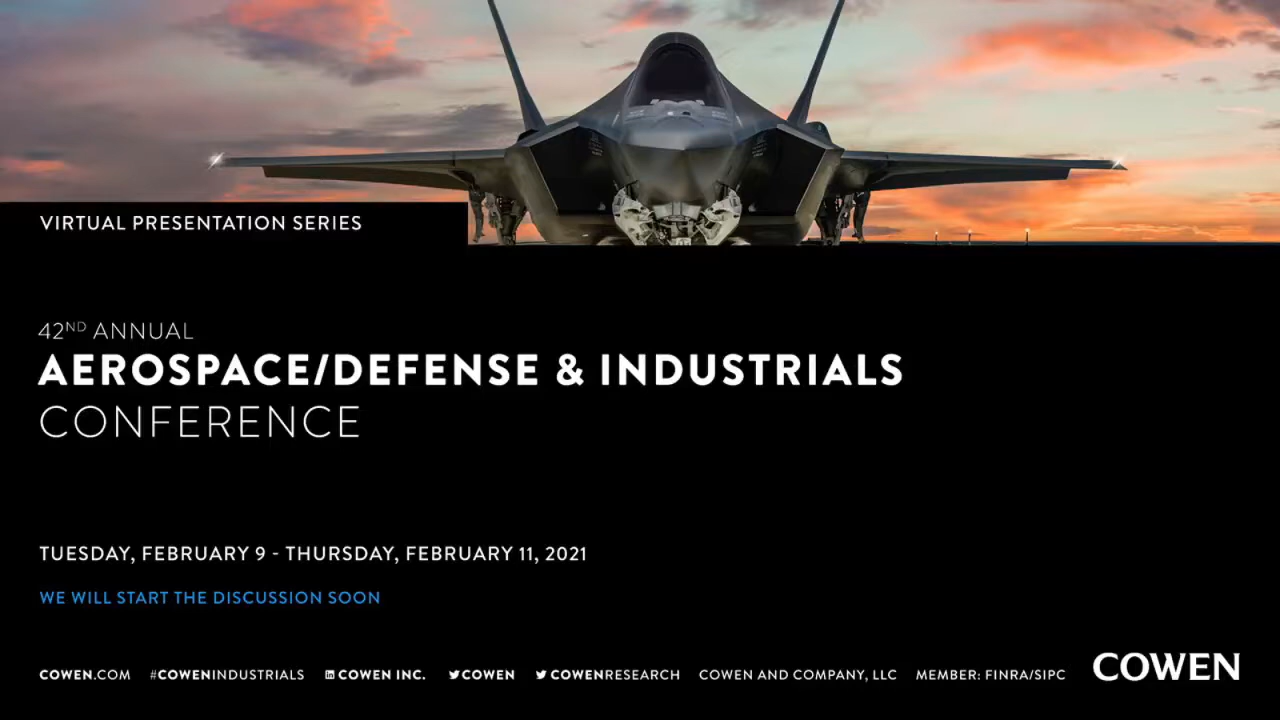 VIRTUAL PRESENTATION SERIES
42ND ANNUAL
AEROSPACE/DEFENSE & INDUSTRIALS
CONFERENCE
TUESDAY, FEBRUARY 9 - THURSDAY, FEBRUARY 11, 2021
WE WILL START THE DISCUSSION SOON
COWEN.COM #COWENINDUSTRIALS in COWEN INC. COWEN COWENRESEARCH COWEN AND COMPANY, LLC MEMBER: FINRA/SIPC COWEN